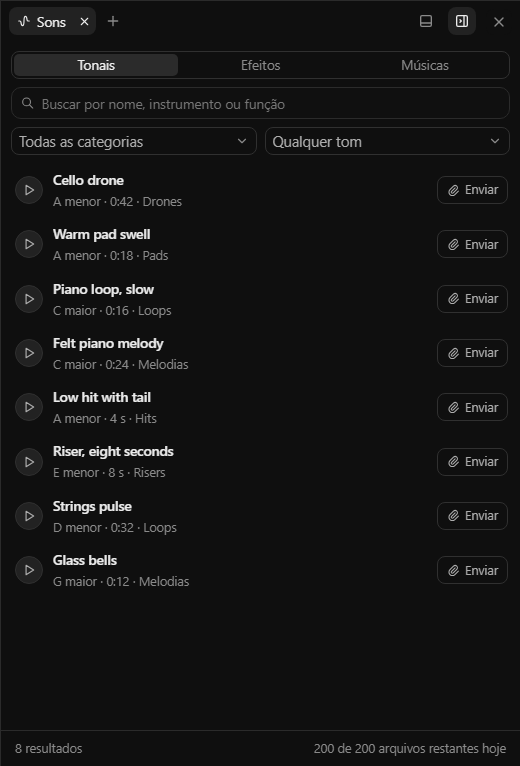 Sons
Tonais
Efeitos
Músicas
Buscar por nome, instrumento ou função
Todas as categorias
Qualquer tom
Cello drone
A menor · 0:42 · Drones
Enviar
Warm pad swell
A menor · 0:18 · Pads
Enviar
Piano loop, slow
C maior · 0:16 · Loops
Enviar
Felt piano melody
C maior · 0:24 · Melodias
Enviar
Low hit with tail
A menor · 4 s · Hits
Enviar
Riser, eight seconds
E menor · 8 s · Risers
Enviar
Strings pulse
D menor · 0:32 · Loops
Enviar
Glass bells
G maior · 0:12 · Melodias
Enviar
8 resultados
200 de 200 arquivos restantes hoje